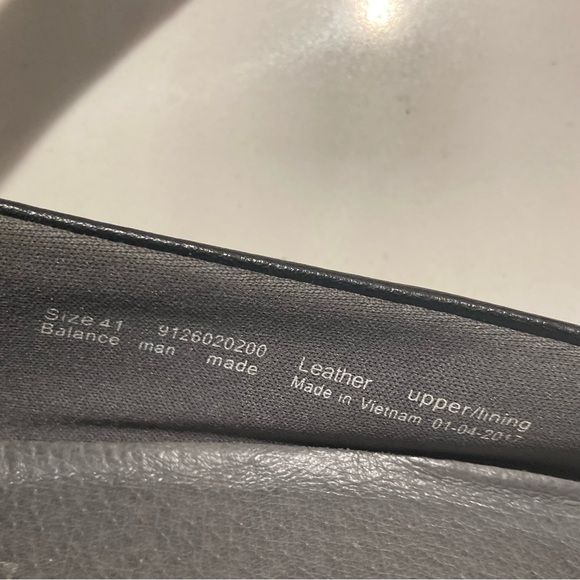 Size 41 9126020200 Leather upper/lining
Balance man made Made in Vietnam 01-04-2017